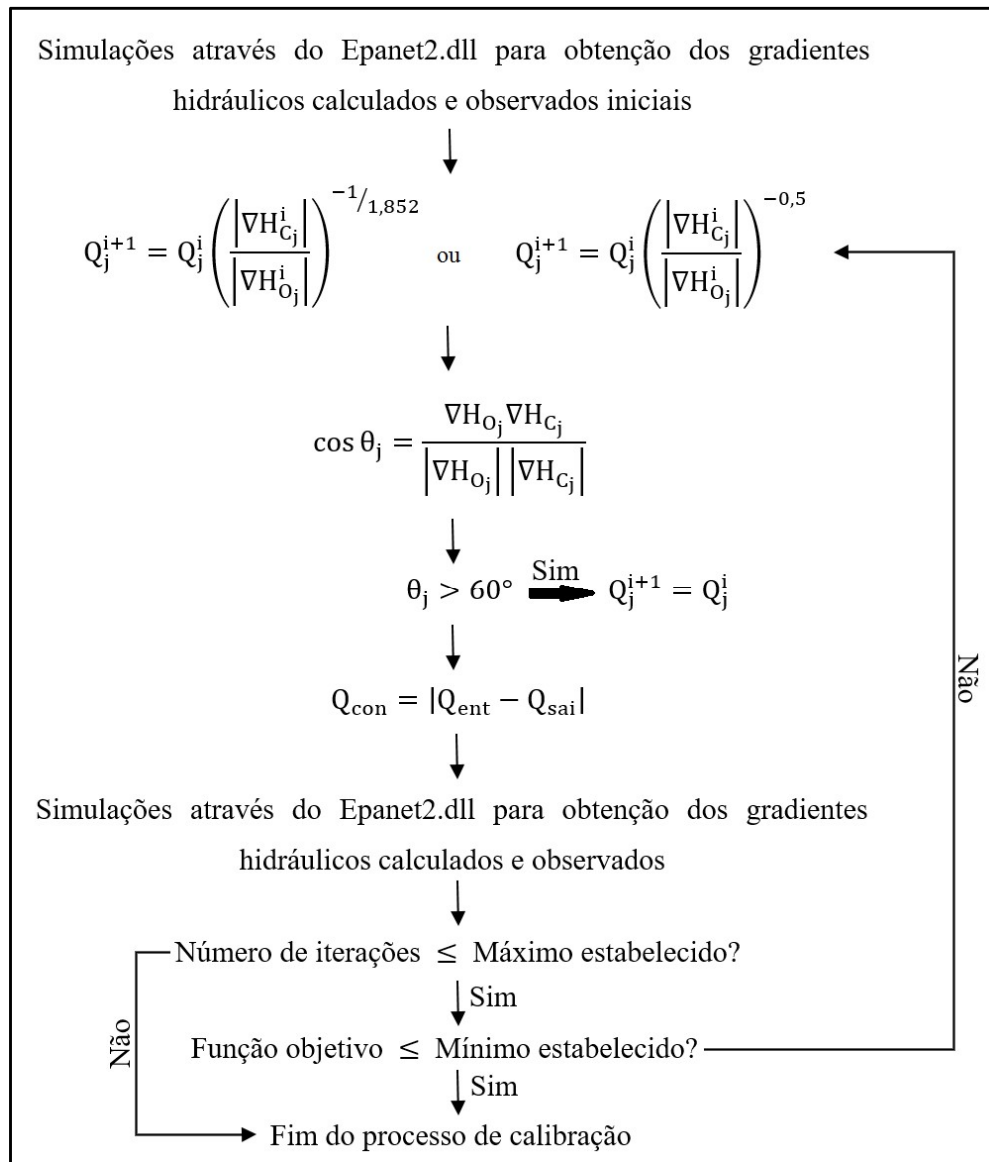 Simulações através do Epanet2.dll para obtenção dos gradientes
hidráulicos calculados e observados iniciais
Q_j^{i+1} = Q_j^i (|∇H_{C_j}^i| / |∇H_{O_j}^i|)^{-1/1,852} ou Q_j^{i+1} = Q_j^i (|∇H_{C_j}^i| / |∇H_{O_j}^i|)^{-0,5}
cos θ_j = ∇H_{O_j} ∇H_{C_j} / |∇H_{O_j}| |∇H_{C_j}|
θ_j > 60° Sim Q_j^{i+1} = Q_j^i
Q_con = |Q_ent − Q_sai|
Simulações através do Epanet2.dll para obtenção dos gradientes
hidráulicos calculados e observados
Número de iterações ≤ Máximo estabelecido?
Sim
Não
Função objetivo ≤ Mínimo estabelecido?
Não
Sim
Fim do processo de calibração